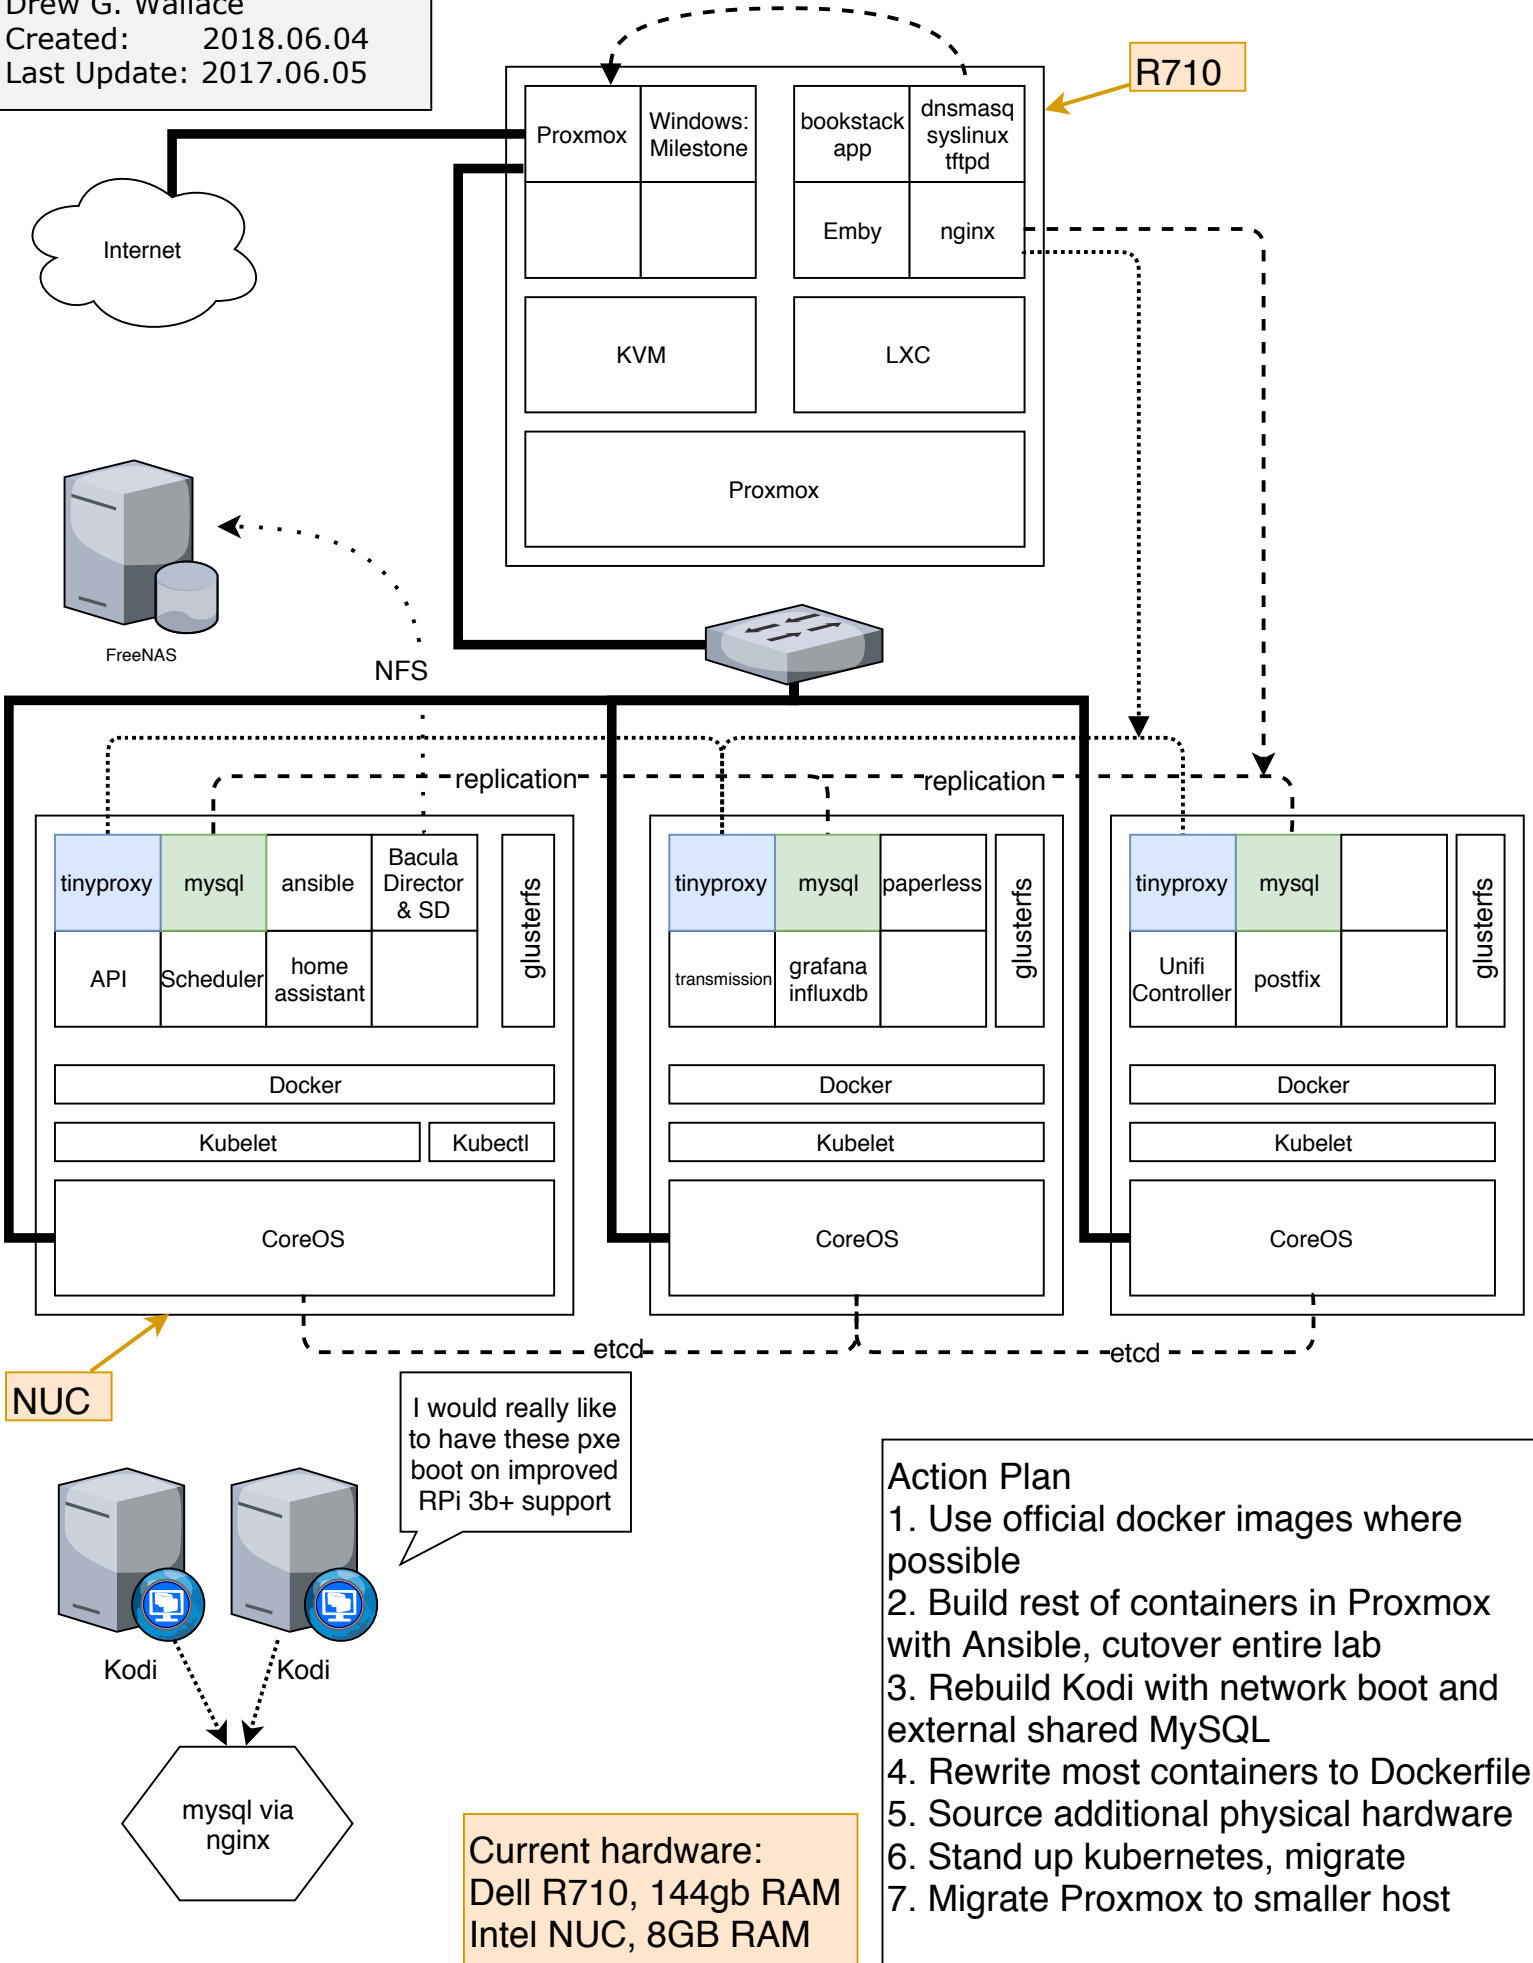 Drew G. Wallace
Created: 2018.06.04
Last Update: 2017.06.05
R710
Proxmox
Windows:
Milestone
bookstack
app
dnsmasq
syslinux
tftpd
Emby
nginx
Internet
KVM
LXC
Proxmox
FreeNAS
NFS
replication
replication
tinyproxy
mysql
ansible
Bacula
Director
& SD
glusterfs
API
Scheduler
home
assistant
Docker
Kubelet
Kubectl
CoreOS
tinyproxy
mysql
paperless
glusterfs
transmission
grafana
influxdb
Docker
Kubelet
CoreOS
tinyproxy
mysql
glusterfs
Unifi
Controller
postfix
Docker
Kubelet
CoreOS
etcd
etcd
NUC
I would really like
to have these pxe
boot on improved
RPi 3b+ support
Kodi
Kodi
mysql via
nginx
Current hardware:
Dell R710, 144gb RAM
Intel NUC, 8GB RAM
Action Plan
1. Use official docker images where
possible
2. Build rest of containers in Proxmox
with Ansible, cutover entire lab
3. Rebuild Kodi with network boot and
external shared MySQL
4. Rewrite most containers to Dockerfile
5. Source additional physical hardware
6. Stand up kubernetes, migrate
7. Migrate Proxmox to smaller host